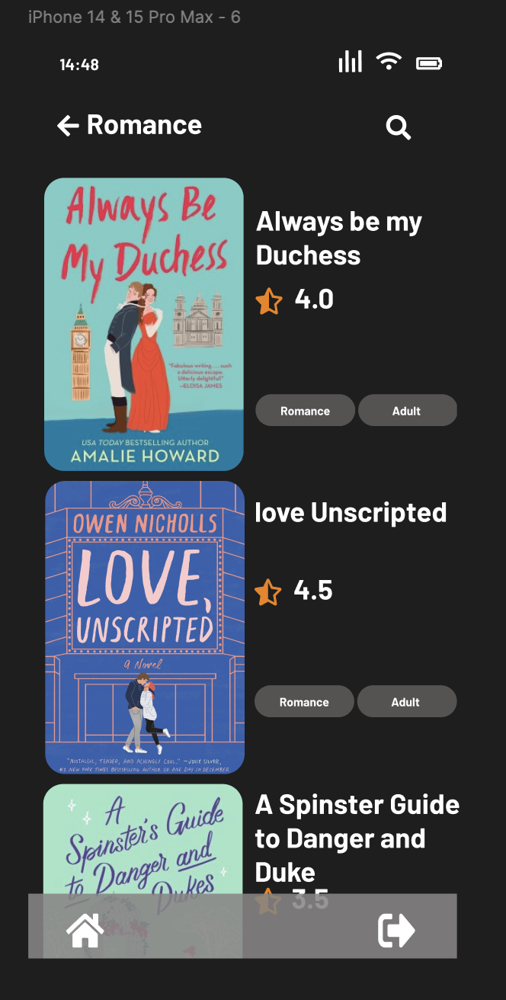 iPhone 14 & 15 Pro Max - 6
14:48
Romance
Always Be
My Duchess
"Fabulous writing....such
a delicious escape.
Utterly delightful!"
—ELOISA JAMES
USA TODAY BESTSELLING AUTHOR
AMALIE HOWARD
Always be my
Duchess
4.0
Romance
Adult
OWEN NICHOLLS
LOVE,
UNSCRIPTED
a Novel
"NOSTALGIC, TENDER, AND ACHINGLY COOL." —JOSIE SILVER,
#1 NEW YORK TIMES BESTSELLING AUTHOR OF ONE DAY IN DECEMBER
love Unscripted
4.5
Romance
Adult
A
Spinster's Guide
to Danger and
Dukes
A Spinster Guide
to Danger and
Duke
3.5